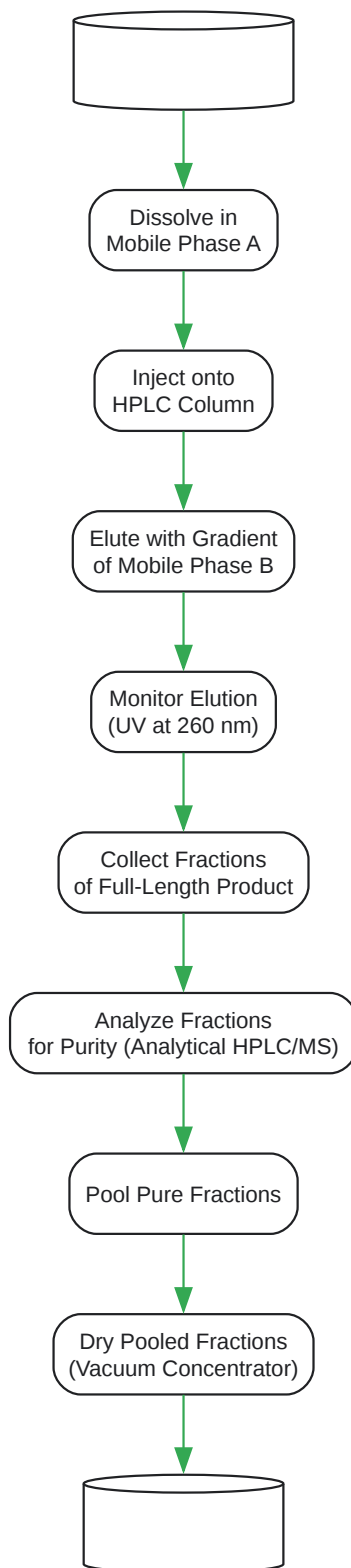 Dissolve in
Mobile Phase A
Inject onto
HPLC Column
Elute with Gradient
of Mobile Phase B
Monitor Elution
(UV at 260 nm)
Collect Fractions
of Full-Length Product
Analyze Fractions
for Purity (Analytical HPLC/MS)
Pool Pure Fractions
Dry Pooled Fractions
(Vacuum Concentrator)